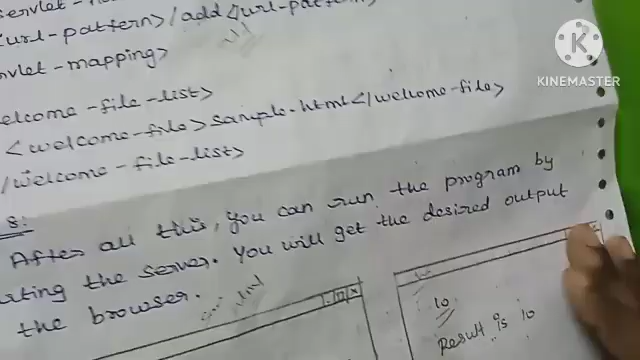 servlet-
<url-pattern>/add</url-pattern>
servlet-mapping>
welcome-file-list>
<welcome-file>sample.html</welcome-file>
/welcome-file-list>
S:
After all this, you can run the program by
ting the server. You will get the desired output
the browser.
10
Result is 10
KINEMASTER